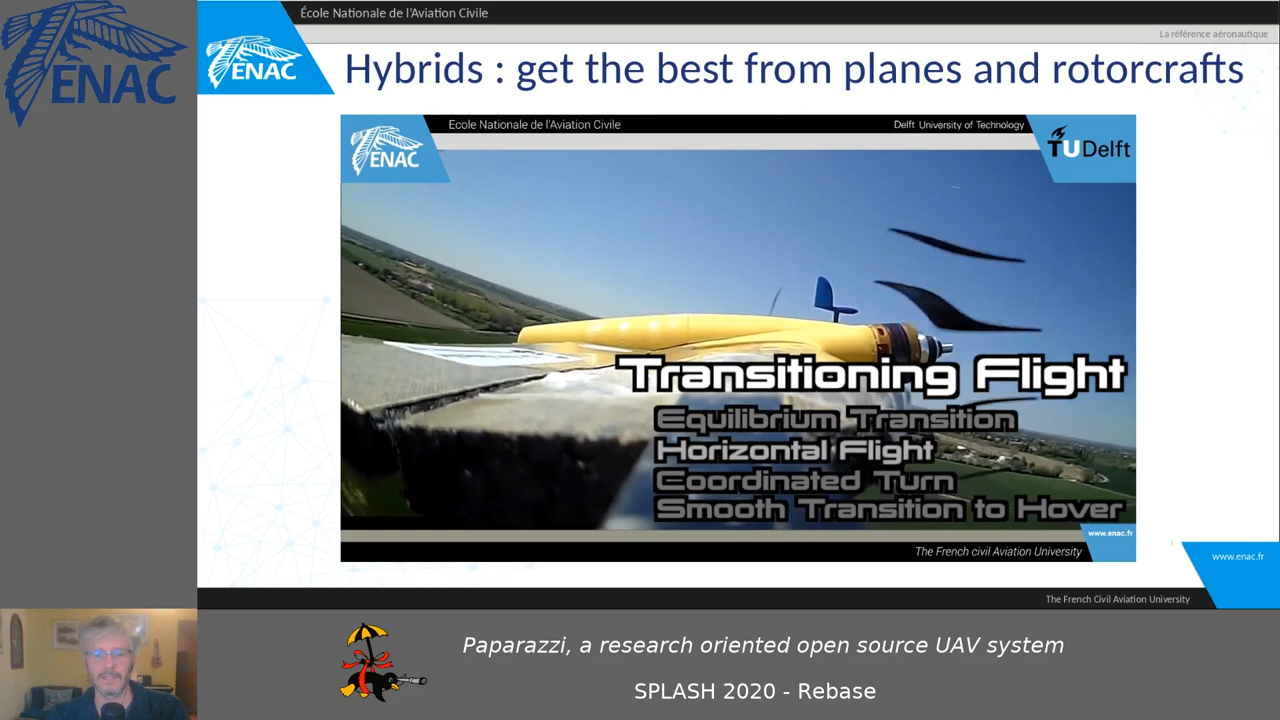 ENAC
École Nationale de l'Aviation Civile
La référence aéronautique
ENAC
Hybrids : get the best from planes and rotorcrafts
Ecole Nationale de l'Aviation Civile
Delft University of Technology
ENAC
TUDelft
Transitioning Flight
Equilibrium Transition
Horizontal Flight
Coordinated Turn
Smooth Transition to Hover
www.enac.fr
The French civil Aviation University
www.enac.fr
The French Civil Aviation University
Paparazzi, a research oriented open source UAV system
SPLASH 2020 - Rebase